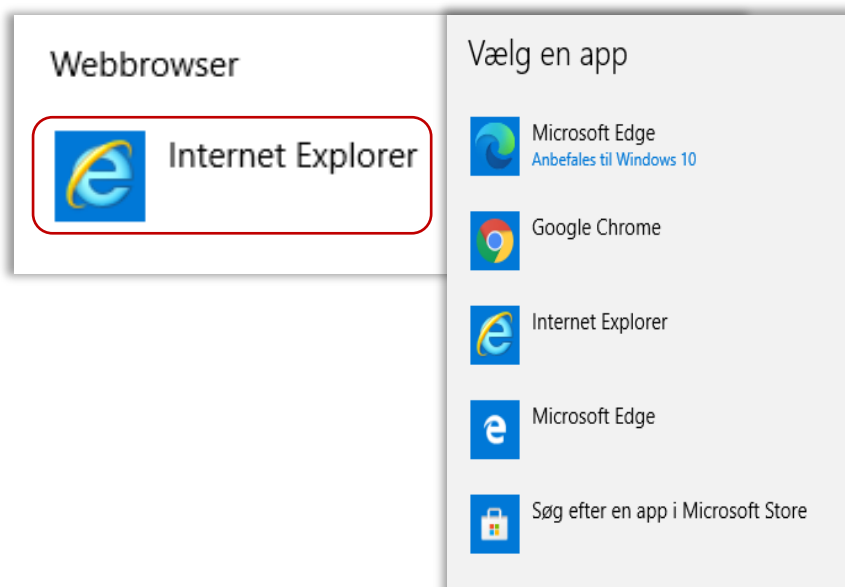 Webbrowser
Internet Explorer
Vælg en app
Microsoft Edge
Anbefales til Windows 10
Google Chrome
Internet Explorer
Microsoft Edge
Søg efter en app i Microsoft Store